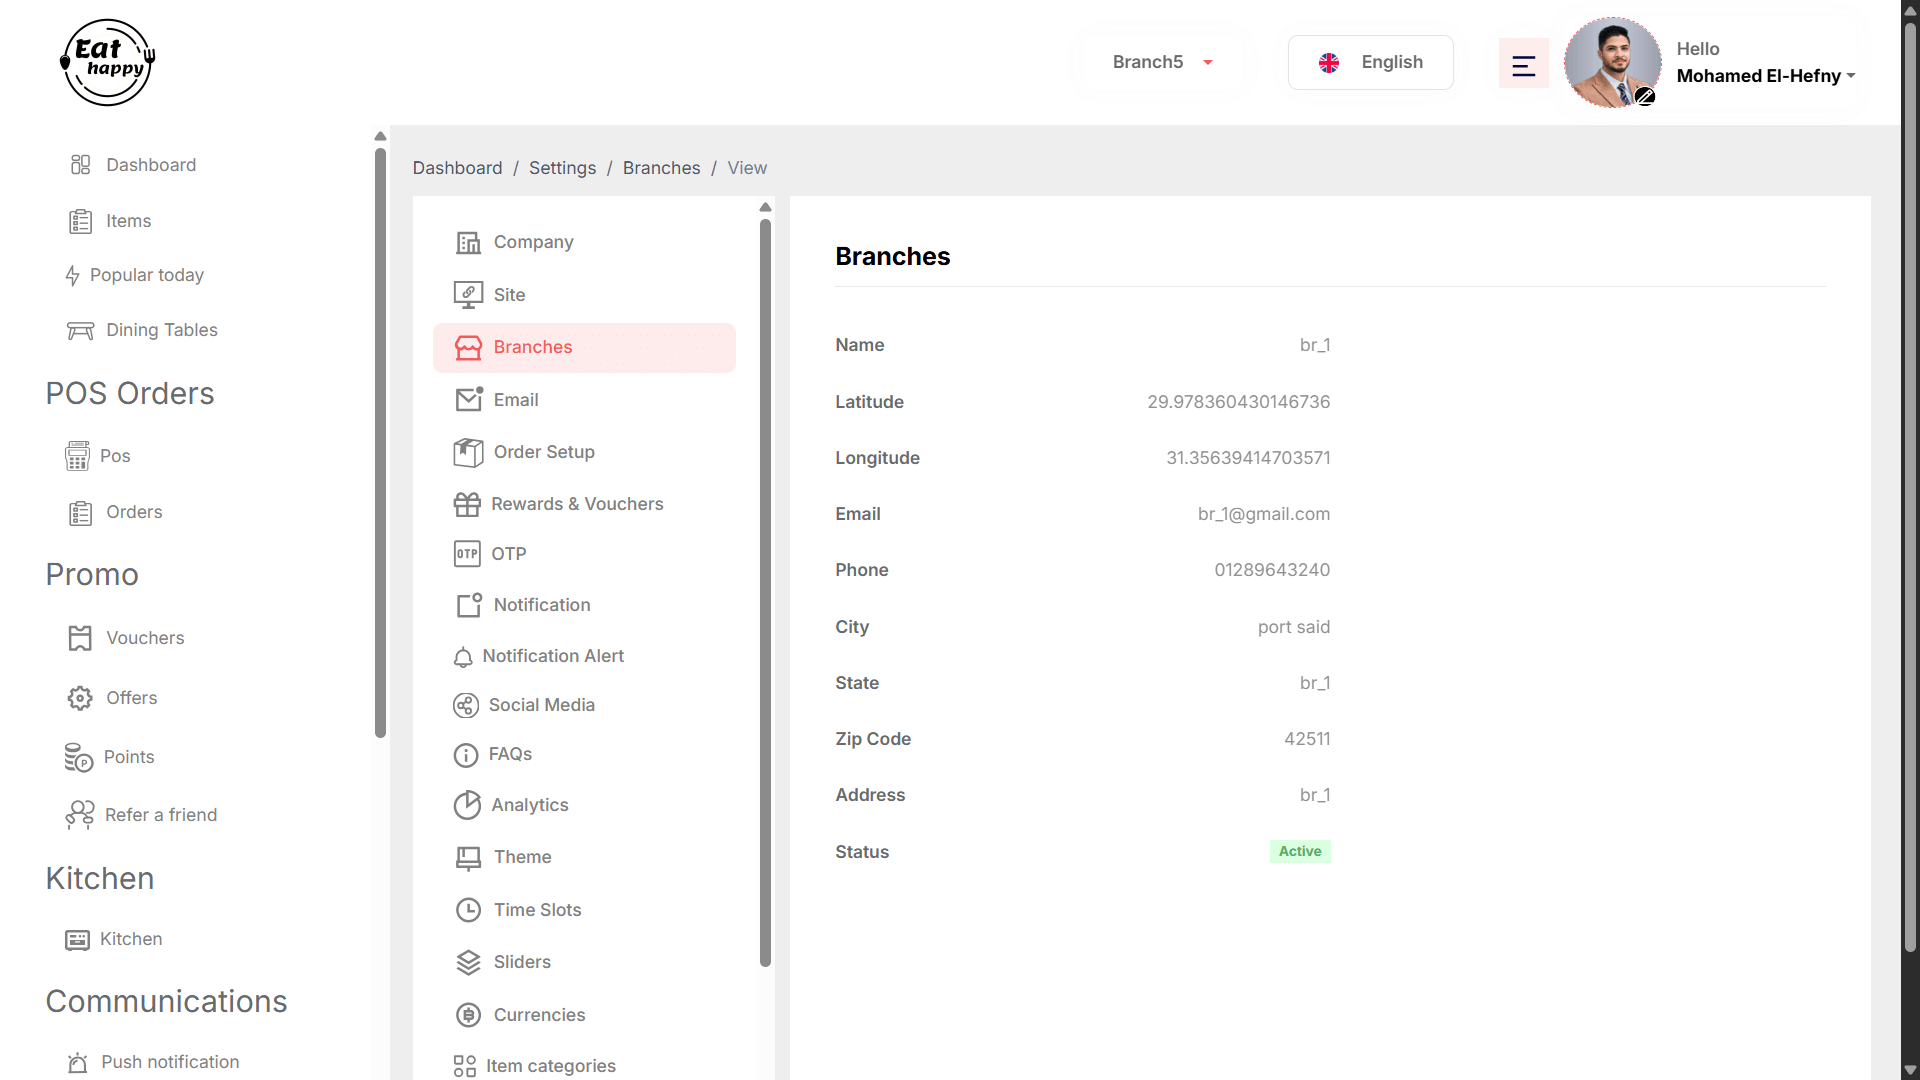 Eat
happy
Branch5
English
Hello
Mohamed El-Hefny
Dashboard
Items
Popular today
Dining Tables
POS Orders
Pos
Orders
Promo
Vouchers
Offers
Points
Refer a friend
Kitchen
Kitchen
Communications
Push notification
Dashboard / Settings / Branches / View
Company
Site
Branches
Email
Order Setup
Rewards & Vouchers
OTP OTP
Notification
Notification Alert
Social Media
FAQs
Analytics
Theme
Time Slots
Sliders
Currencies
Item categories
Branches
Name br_1
Latitude 29.978360430146736
Longitude 31.35639414703571
Email br_1@gmail.com
Phone 01289643240
City port said
State br_1
Zip Code 42511
Address br_1
Status Active